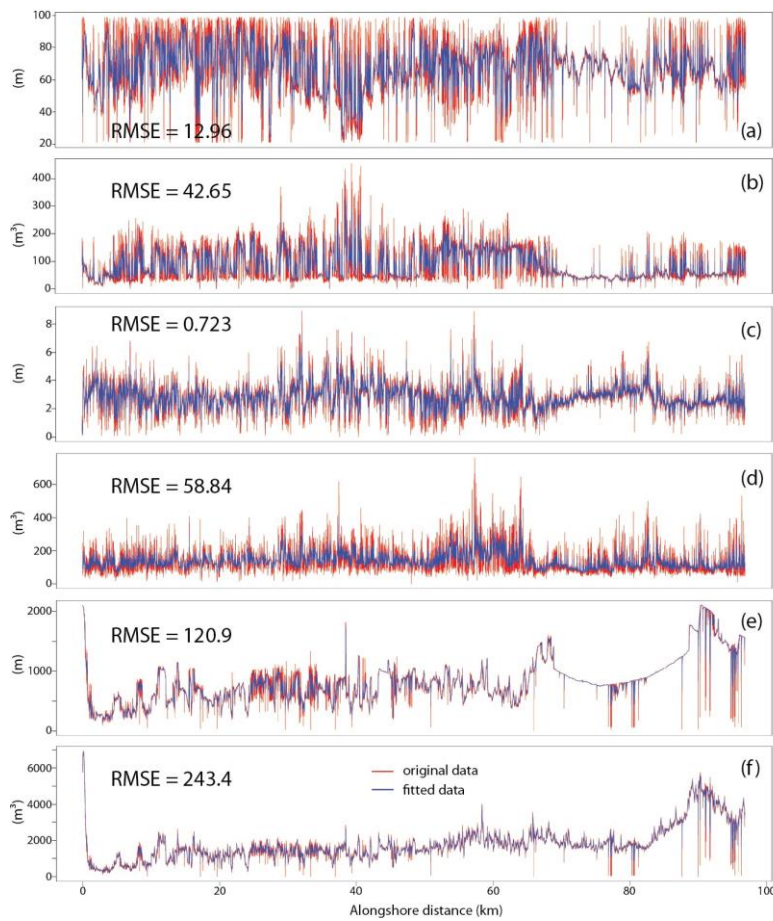 100
80
(m)
60
40
20
RMSE = 12.96
(a)
400
300
(m³)
200
100
0
RMSE = 42.65
(b)
8
6
(m)
4
2
0
RMSE = 0.723
(c)
600
(m³)
400
200
0
RMSE = 58.84
(d)
2000
(m)
1000
0
RMSE = 120.9
(e)
6000
(m³)
4000
2000
0
RMSE = 243.4
original data
fitted data
(f)
0 20 40 60 80 100
Alongshore distance (km)